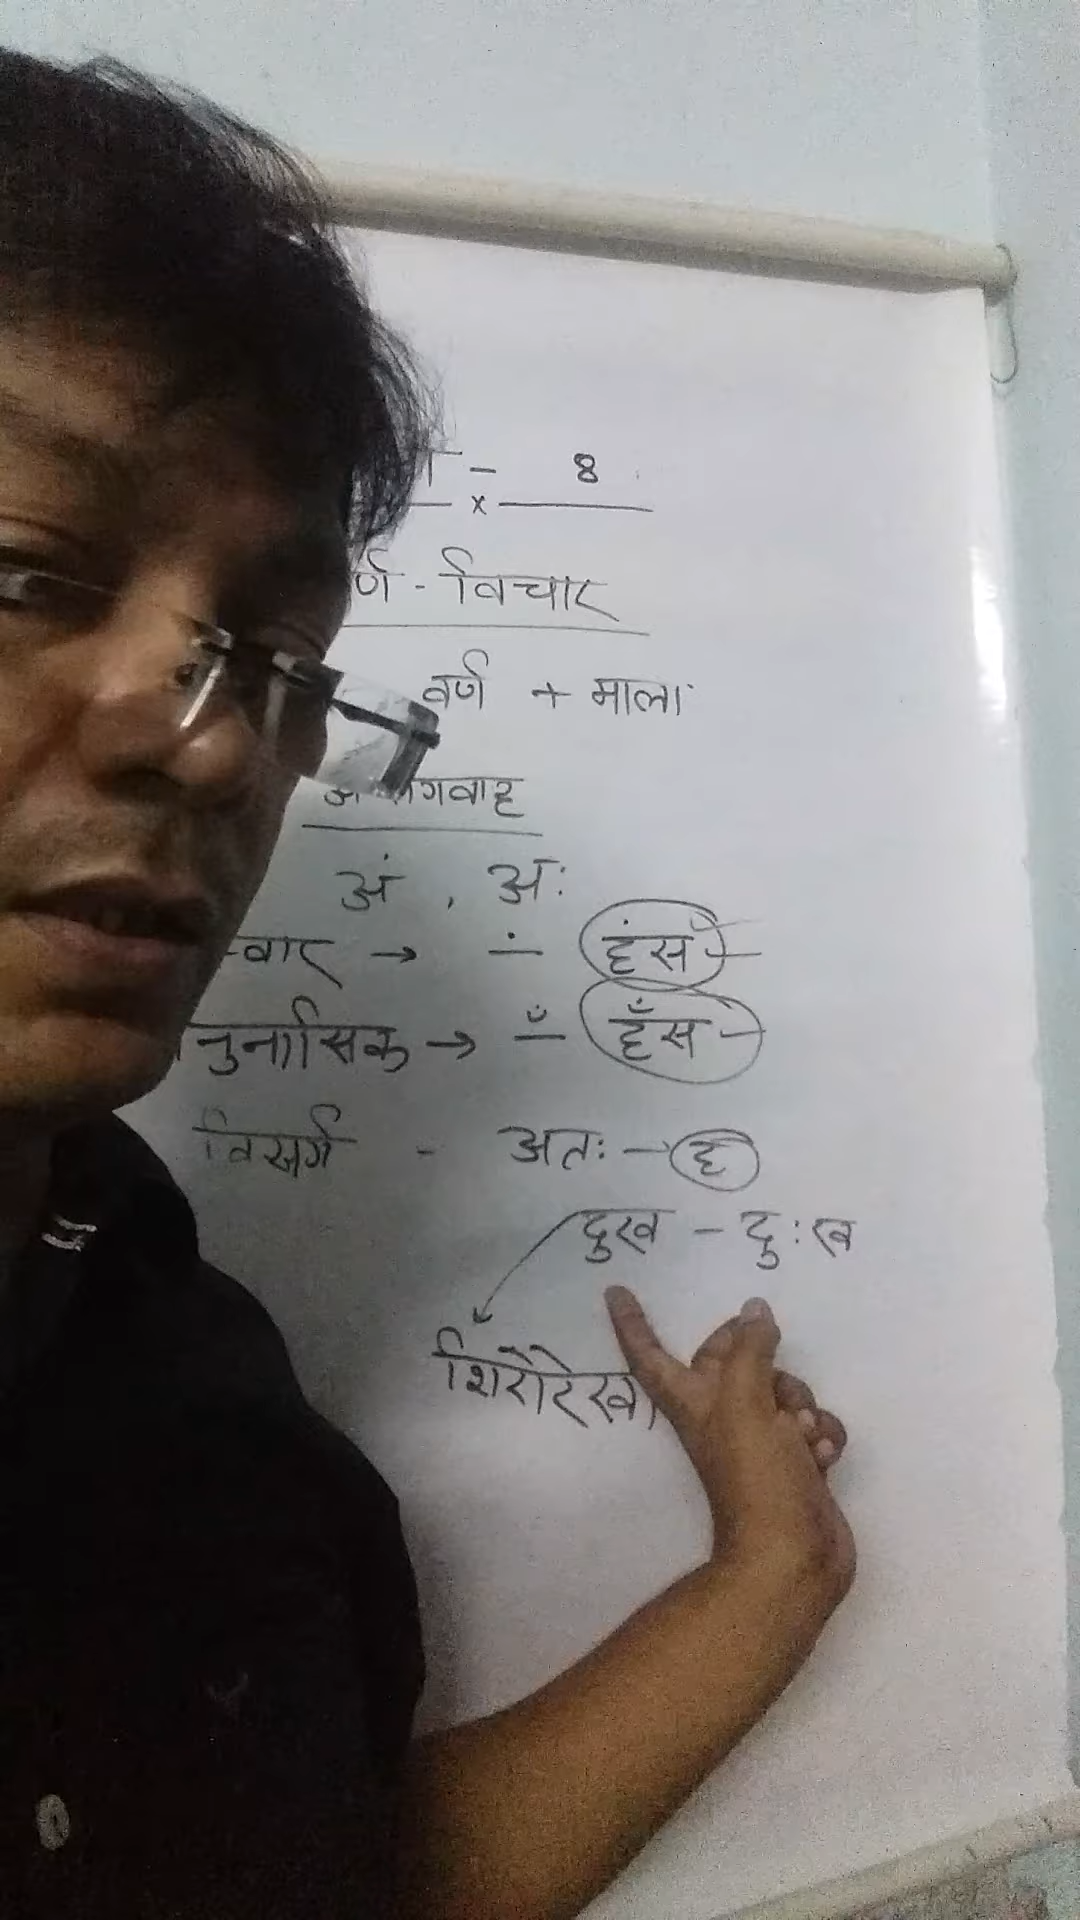 - 8
x
- विचार
वर्ण + माला
अं , अः
→ ं हंस
→ ँ हँस
विसर्ग - अतः - ह
दुख - दुःख
शिरोरेखा